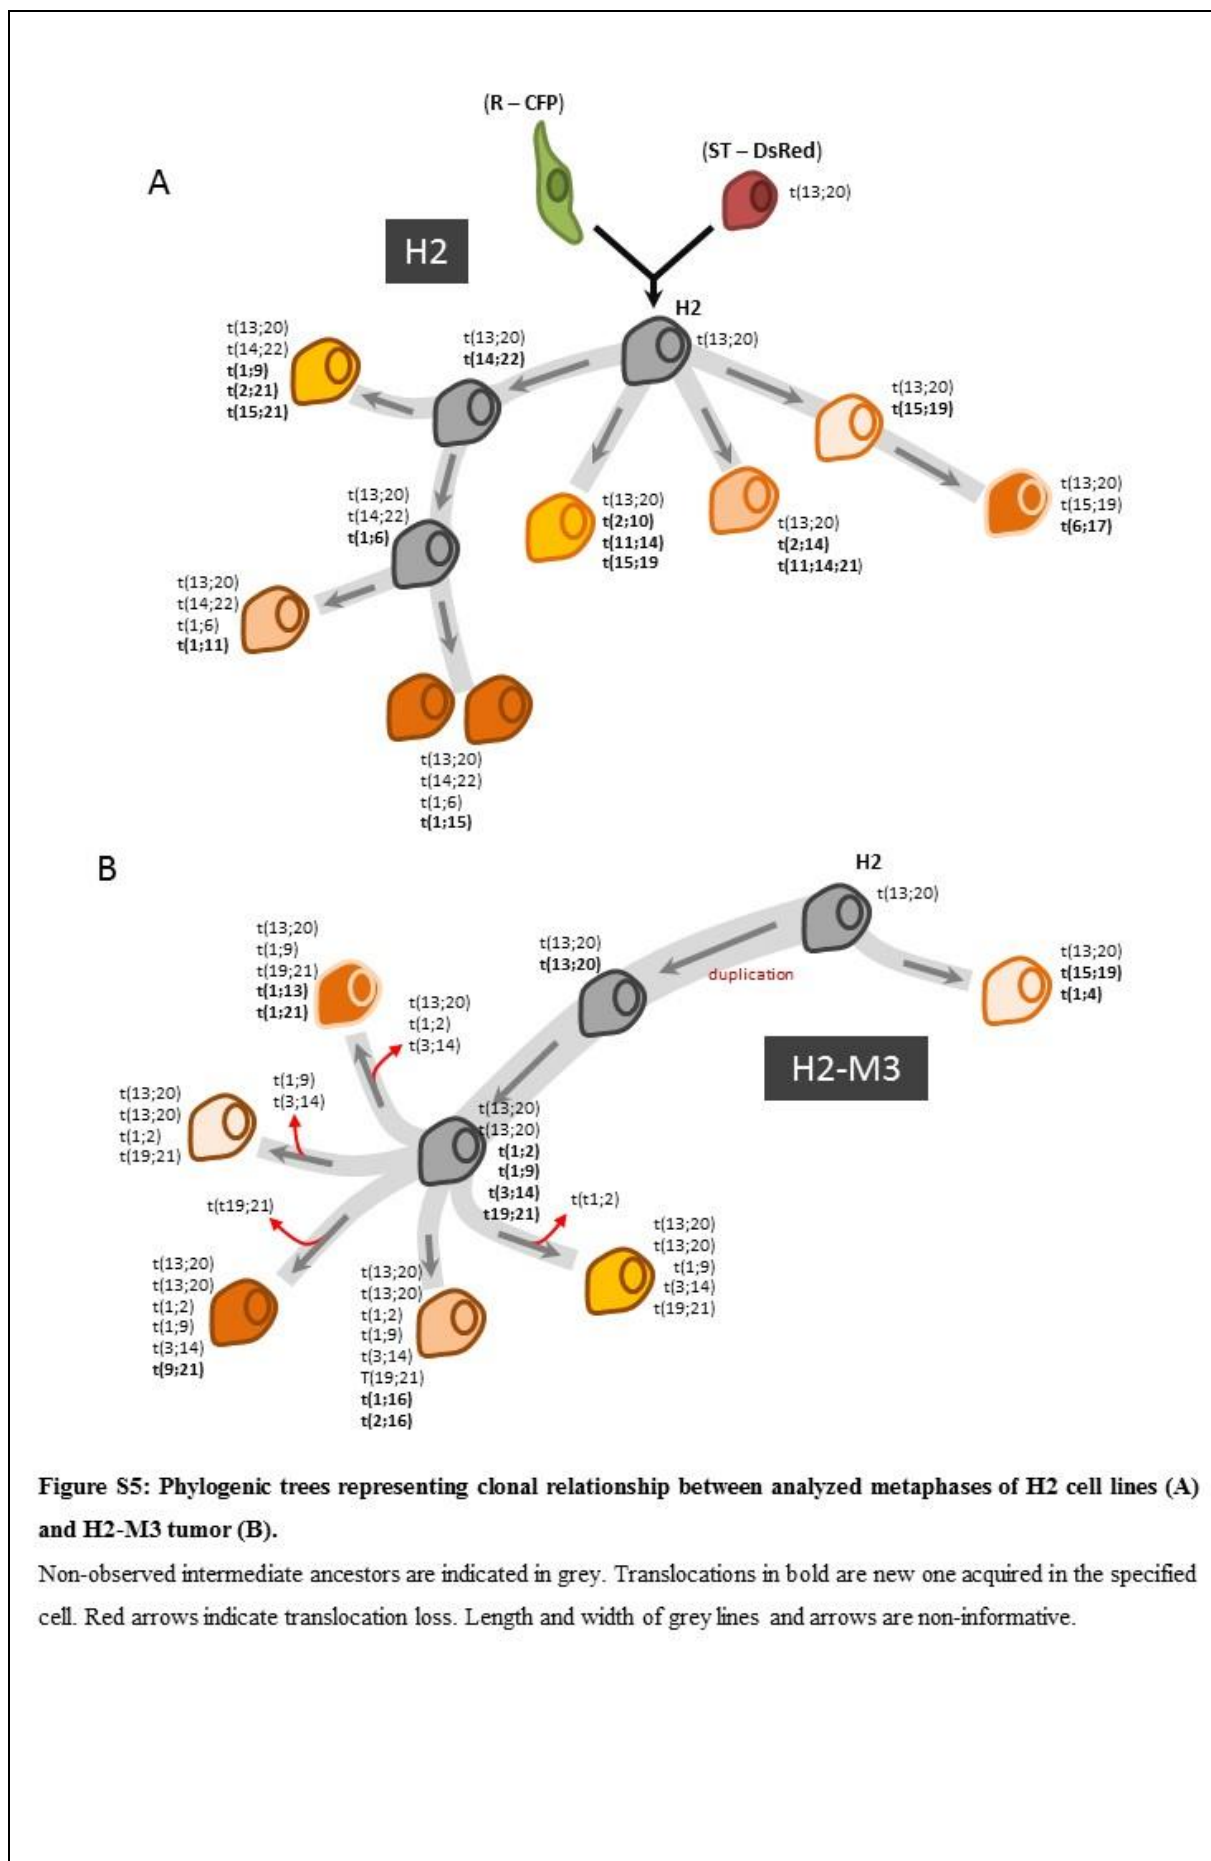 (R – CFP)
(ST – DsRed)
A
t(13;20)
H2
H2
t(13;20)
t(13;20)
t(14;22)
t(13;20)
t(14;22)
t(1;9)
t(2;21)
t(15;21)
t(13;20)
t(15;19)
t(13;20)
t(15;19)
t(6;17)
t(13;20)
t(14;22)
t(1;6)
t(13;20)
t(2;10)
t(11;14)
t(15;19
t(13;20)
t(2;14)
t(11;14;21)
t(13;20)
t(14;22)
t(1;6)
t(1;11)
t(13;20)
t(14;22)
t(1;6)
t(1;15)
B
H2
t(13;20)
t(13;20)
t(13;20)
duplication
t(13;20)
t(15;19)
t(1;4)
H2-M3
t(13;20)
t(1;9)
t(19;21)
t(1;13)
t(1;21)
t(13;20)
t(1;2)
t(3;14)
t(1;9)
t(3;14)
t(13;20)
t(13;20)
t(1;2)
t(19;21)
t(13;20)
t(13;20)
t(1;2)
t(1;9)
t(3;14)
t19;21)
t(t19;21)
t(t1;2)
t(13;20)
t(13;20)
t(1;9)
t(3;14)
t(19;21)
t(13;20)
t(13;20)
t(1;2)
t(1;9)
t(3;14)
t(9;21)
t(13;20)
t(13;20)
t(1;2)
t(1;9)
t(3;14)
T(19;21)
t(1;16)
t(2;16)
Figure S5: Phylogenic trees representing clonal relationship between analyzed metaphases of H2 cell lines (A)
and H2-M3 tumor (B).
Non-observed intermediate ancestors are indicated in grey. Translocations in bold are new one acquired in the specified
cell. Red arrows indicate translocation loss. Length and width of grey lines and arrows are non-informative.